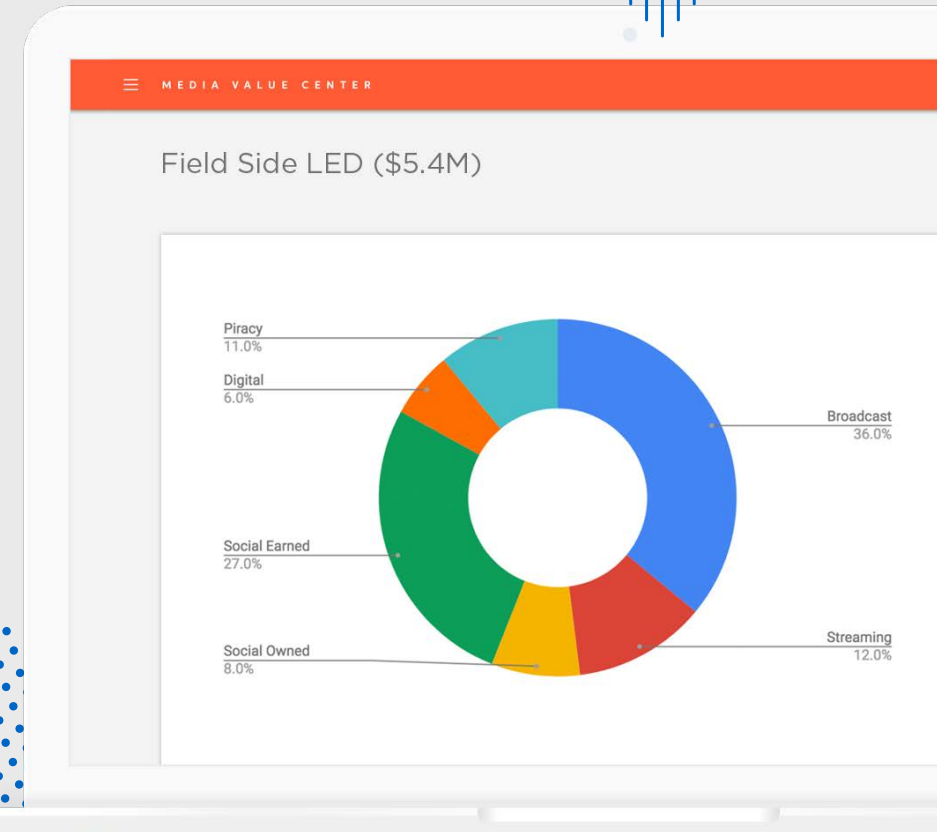 MEDIA VALUE CENTER
Field Side LED ($5.4M)
Piracy
11.0%
Digital
6.0%
Social Earned
27.0%
Social Owned
8.0%
Broadcast
36.0%
Streaming
12.0%